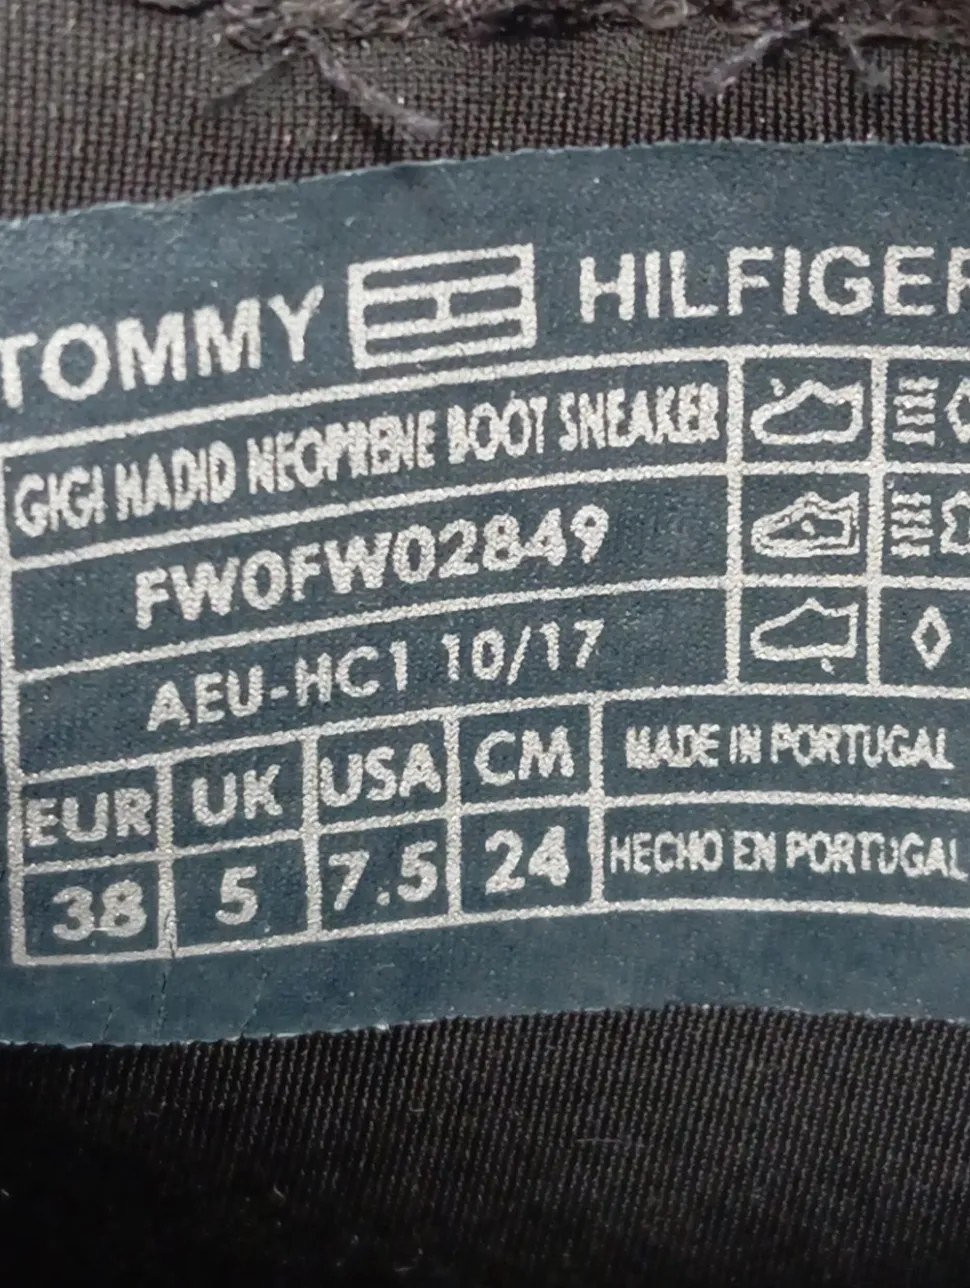 TOMMY HILFIGER
GIGI HADID NEOPRENE BOOT SNEAKER
FW0FW02849
AEU-HC1 10/17
EUR UK USA CM MADE IN PORTUGAL
38 5 7.5 24 HECHO EN PORTUGAL